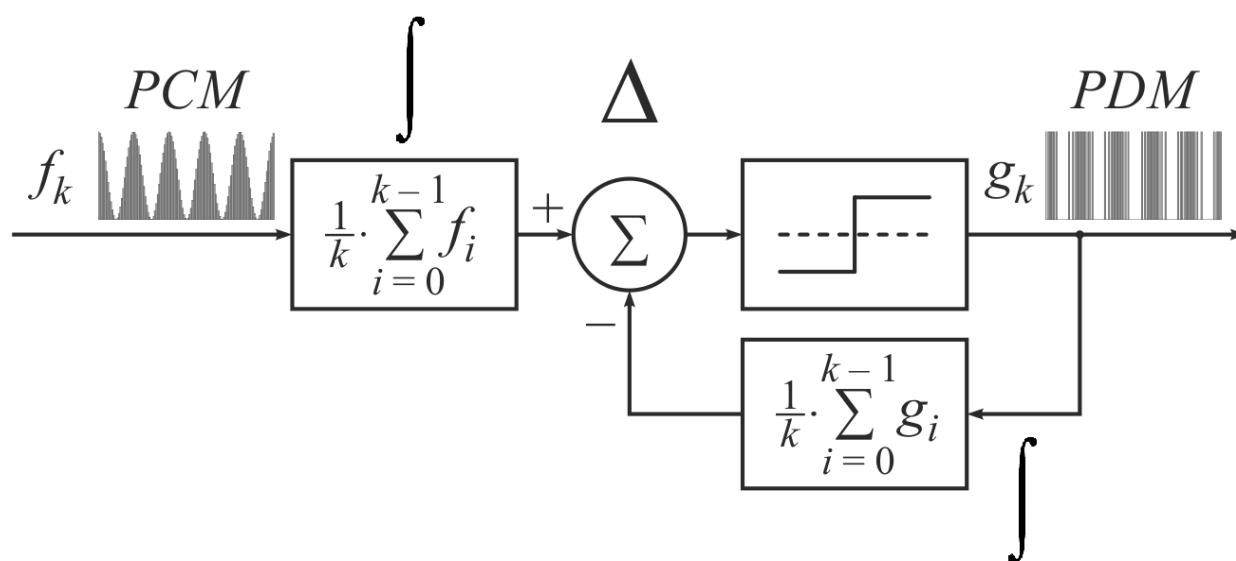 ∫
PCM
Δ
PDM
f_k
g_k
1/k · ∑_{i = 0}^{k – 1} f_i
+
∑
–
1/k · ∑_{i = 0}^{k – 1} g_i
∫